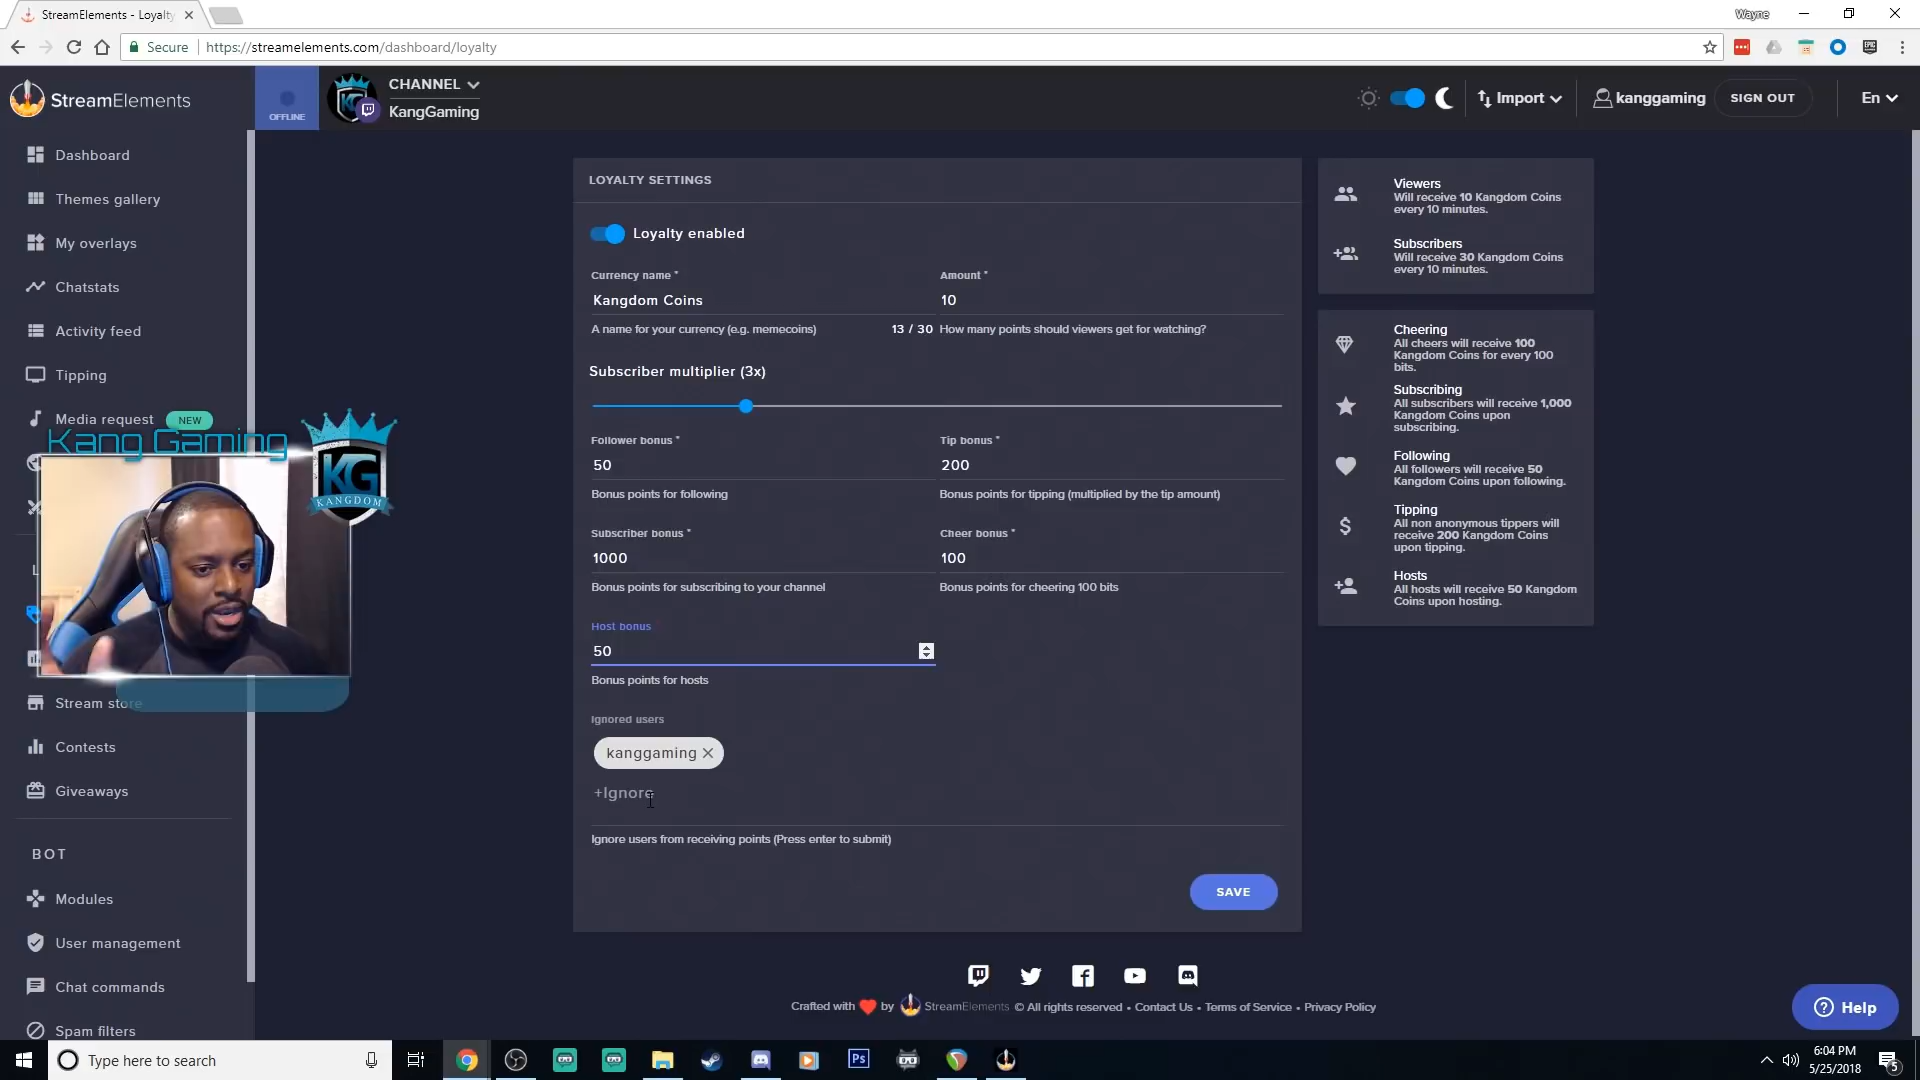 StreamElements - Loyalty
Wayne
Secure
https://streamelements.com/dashboard/loyalty
StreamElements
OFFLINE
CHANNEL
KangGaming
Import
kanggaming
SIGN OUT
En
Dashboard
Themes gallery
My overlays
Chatstats
Activity feed
Tipping
Media request NEW
Kang Gaming
KG
KANGDOM
Stream store
Contests
Giveaways
BOT
Modules
User management
Chat commands
Spam filters
LOYALTY SETTINGS
Loyalty enabled
Currency name *
Kangdom Coins
A name for your currency (e.g. memecoins)
13 / 30
Amount *
10
How many points should viewers get for watching?
Subscriber multiplier (3x)
Follower bonus *
50
Bonus points for following
Tip bonus *
200
Bonus points for tipping (multiplied by the tip amount)
Subscriber bonus *
1000
Bonus points for subscribing to your channel
Cheer bonus *
100
Bonus points for cheering 100 bits
Host bonus
50
Bonus points for hosts
Ignored users
kanggaming
+Ignore
Ignore users from receiving points (Press enter to submit)
SAVE
Viewers
Will receive 10 Kangdom Coins
every 10 minutes.
Subscribers
Will receive 30 Kangdom Coins
every 10 minutes.
Cheering
All cheers will receive 100
Kangdom Coins for every 100
bits.
Subscribing
All subscribers will receive 1,000
Kangdom Coins upon
subscribing.
Following
All followers will receive 50
Kangdom Coins upon following.
Tipping
All non anonymous tippers will
receive 200 Kangdom Coins
upon tipping.
Hosts
All hosts will receive 50 Kangdom
Coins upon hosting.
Crafted with by StreamElements © All rights reserved • Contact Us • Terms of Service • Privacy Policy
Help
Type here to search
Ps
6:04 PM
5/25/2018
5